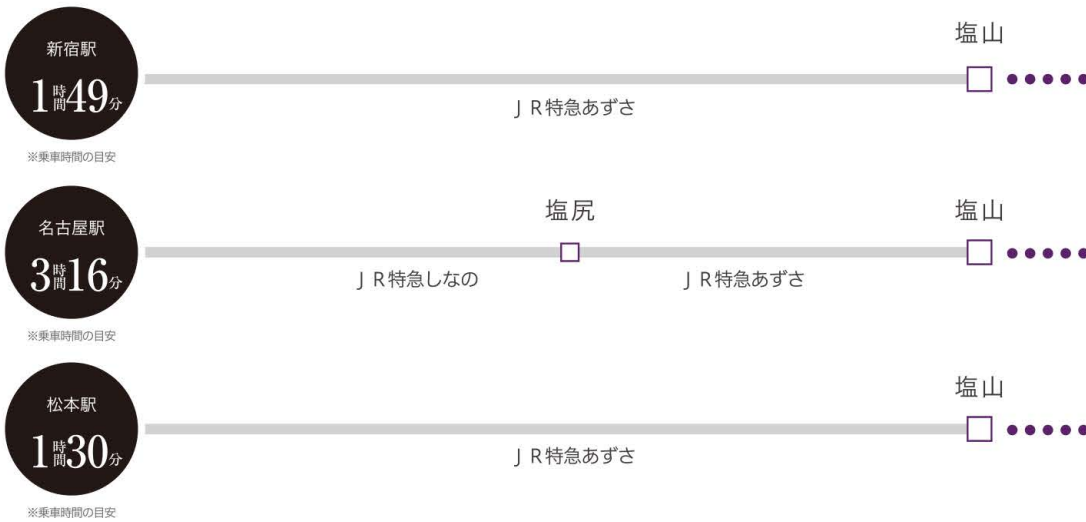 新宿駅
1時間49分
※乗車時間の目安
塩山
JR特急あずさ
名古屋駅
3時間16分
※乗車時間の目安
塩尻
塩山
JR特急しなの
JR特急あずさ
松本駅
1時間30分
※乗車時間の目安
塩山
JR特急あずさ